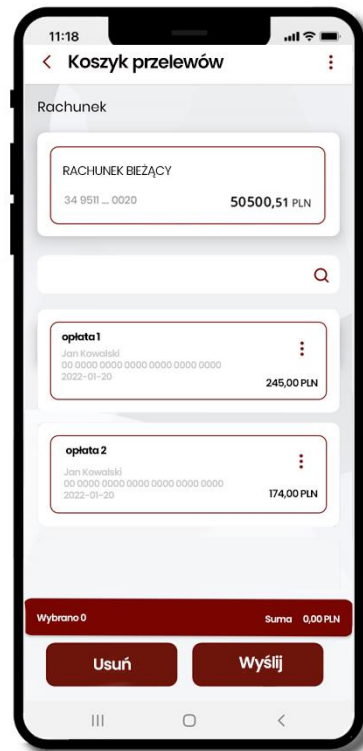 11:18
Koszyk przelewów
Rachunek
RACHUNEK BIEŻĄCY
34 9511 ... 0020 50500,51 PLN
opłata 1
Jan Kowalski
00 0000 0000 0000 0000 0000 0000
2022-01-20
245,00 PLN
opłata 2
Jan Kowalski
00 0000 0000 0000 0000 0000 0000
2022-01-20
174,00 PLN
Wybrano 0 Suma 0,00 PLN
Usuń Wyślij